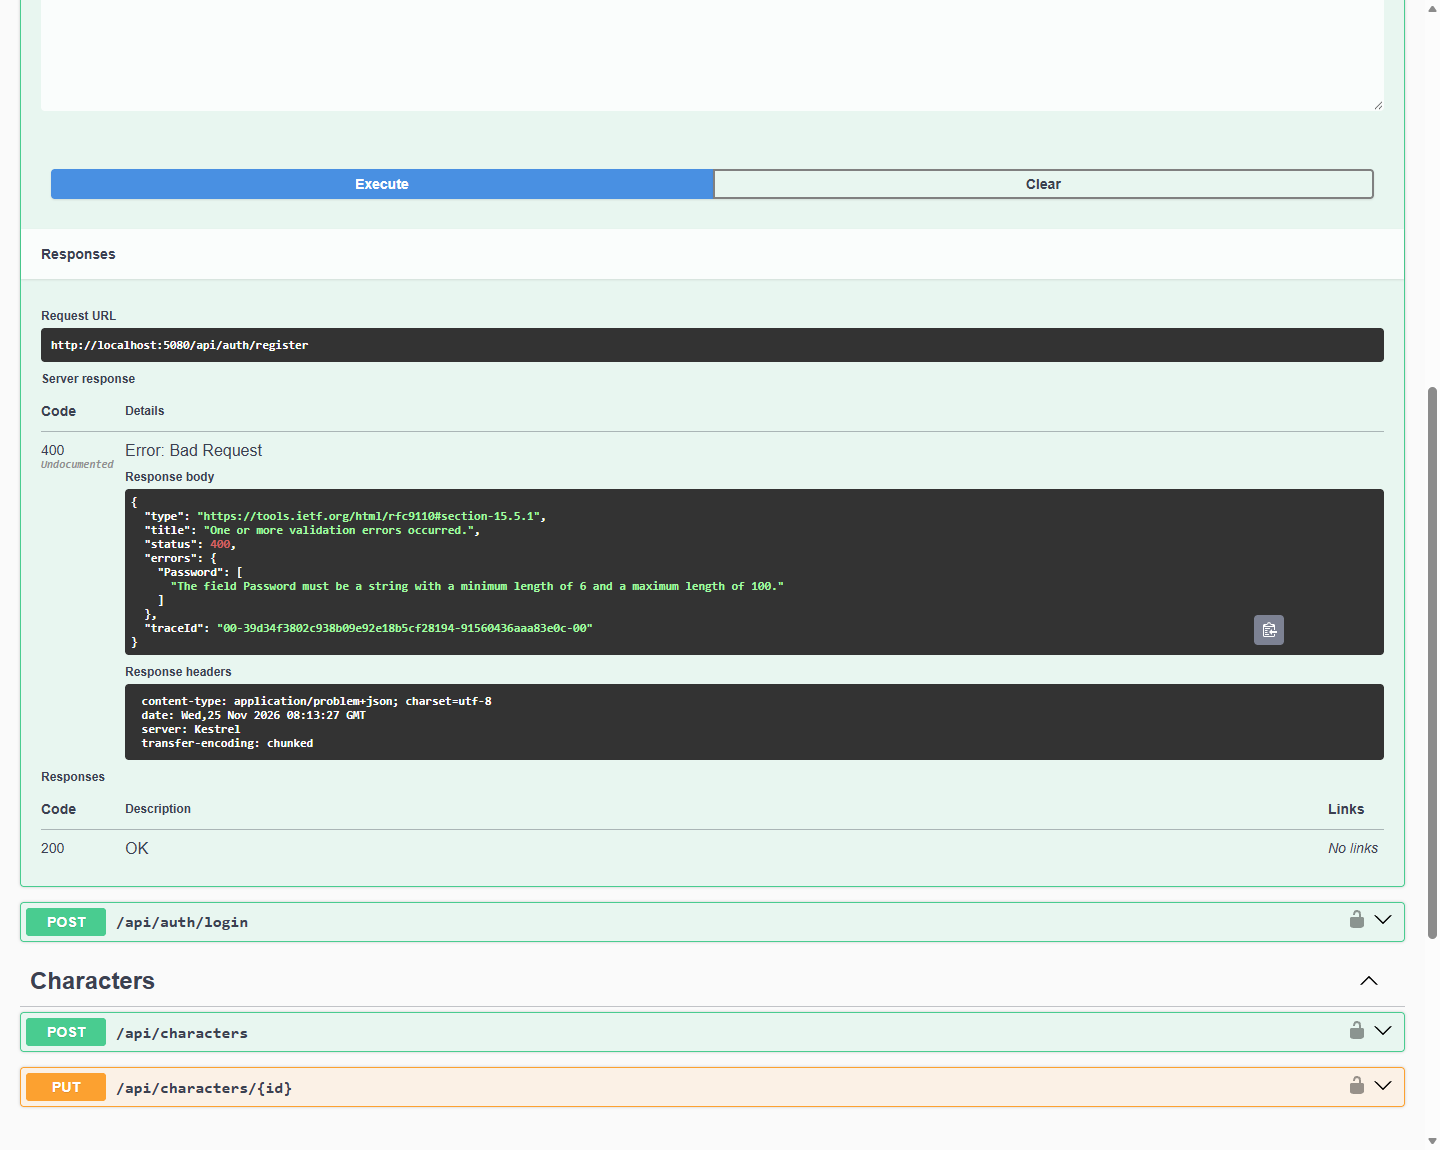 Execute
Clear
Responses
Request URL
http://localhost:5080/api/auth/register
Server response
Code Details
400 Error: Bad Request
Undocumented
Response body
{
  "type": "https://tools.ietf.org/html/rfc9110#section-15.5.1",
  "title": "One or more validation errors occurred.",
  "status": 400,
  "errors": {
    "Password": [
      "The field Password must be a string with a minimum length of 6 and a maximum length of 100."
    ]
  },
  "traceId": "00-39d34f3802c938b09e92e18b5cf28194-91560436aaa83e0c-00"
}
Response headers
content-type: application/problem+json; charset=utf-8
date: Wed,25 Nov 2026 08:13:27 GMT
server: Kestrel
transfer-encoding: chunked
Responses
Code Description Links
200 OK No links
POST /api/auth/login
Characters
POST /api/characters
PUT /api/characters/{id}